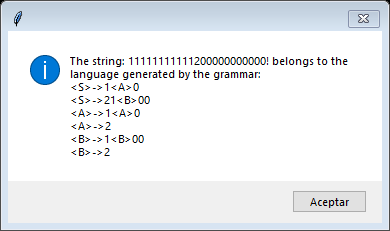 The string: 11111111111200000000000! belongs to the
language generated by the grammar:
<S>->1<A>0
<S>->21<B>00
<A>->1<A>0
<A>->2
<B>->1<B>00
<B>->2
Aceptar